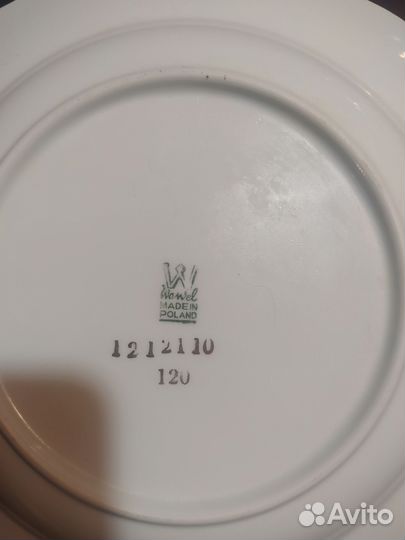 W
Wawel
MADE IN
POLAND
1212110
120
Avito